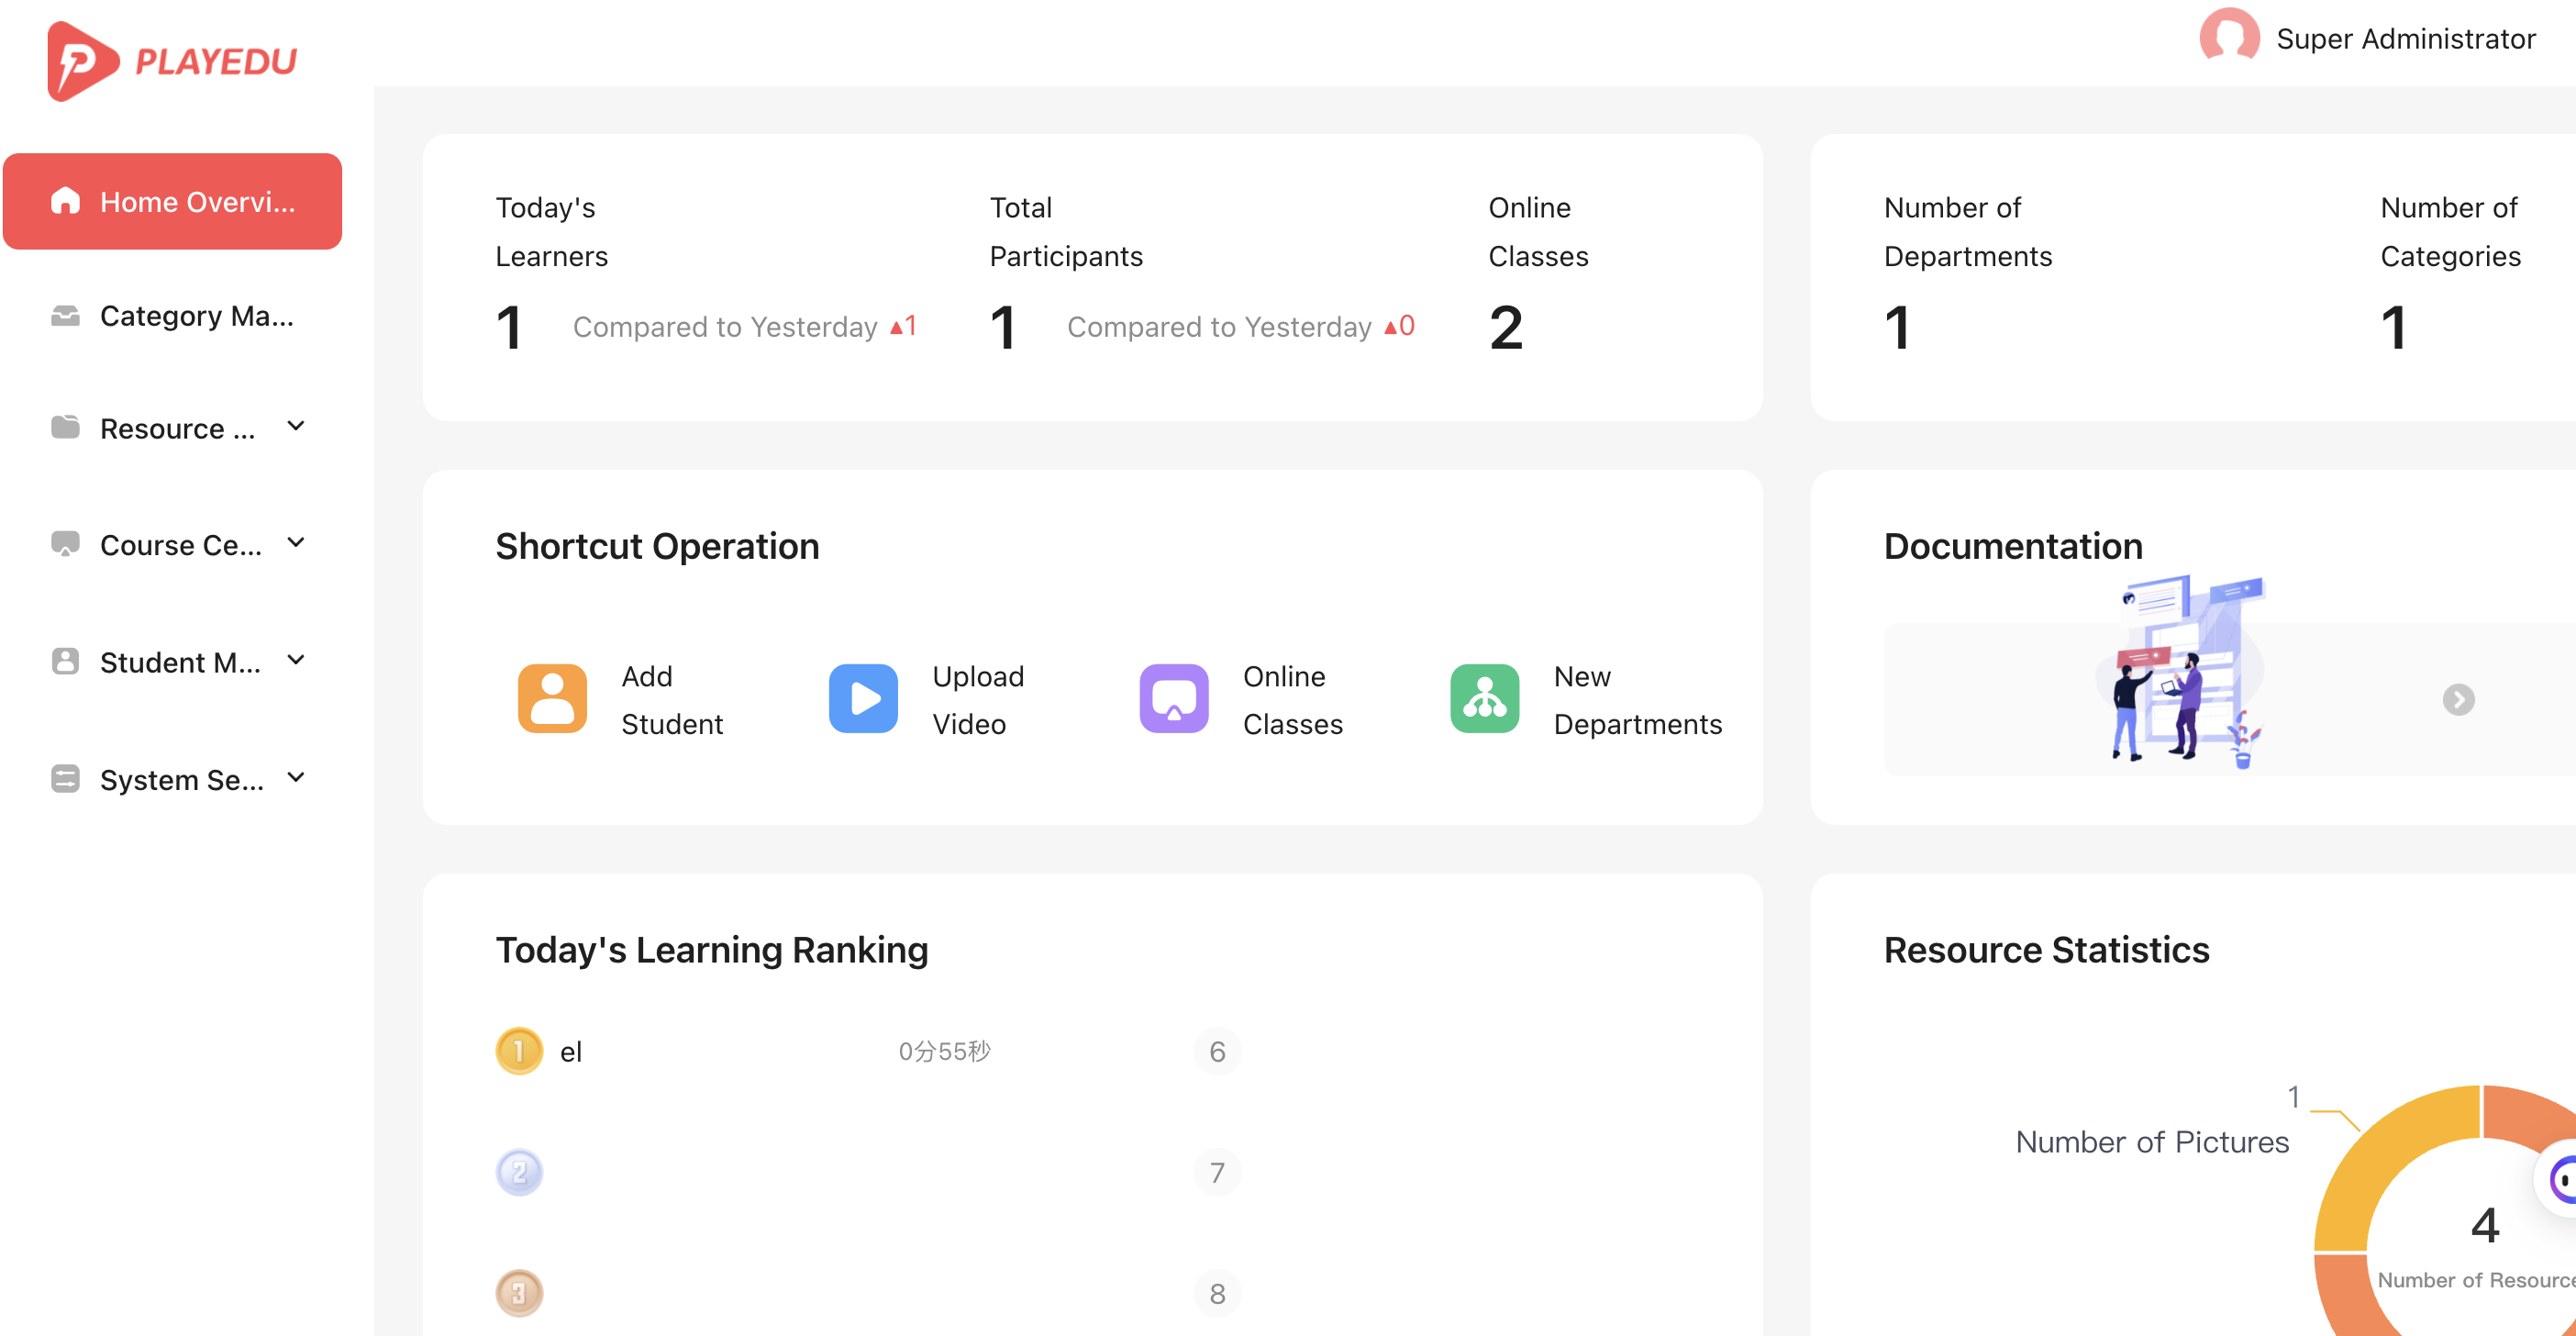 PLAYEDU
Super Administrator
Home Overvi...
Category Ma...
Resource ...
Course Ce...
Student M...
System Se...
Today's
Learners
1 Compared to Yesterday ▲1
Total
Participants
1 Compared to Yesterday ▲0
Online
Classes
2
Number of
Departments
1
Number of
Categories
1
Shortcut Operation
Add
Student
Upload
Video
Online
Classes
New
Departments
Documentation
Today's Learning Ranking
1 el 0分55秒 6
2 7
3 8
Resource Statistics
1
Number of Pictures
4
Number of Resource